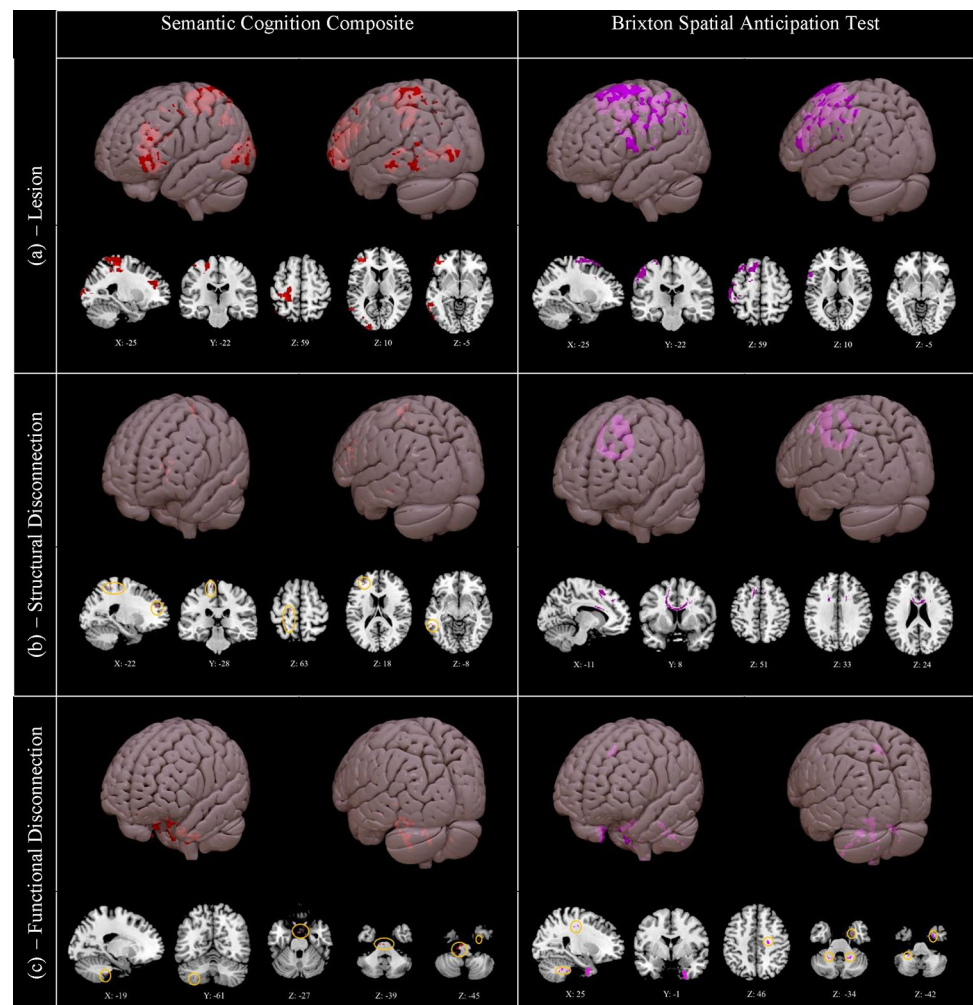 Semantic Cognition Composite
Brixton Spatial Anticipation Test
(a) – Lesion
X: -25
Y: -22
Z: 59
Z: 10
Z: -5
X: -25
Y: -22
Z: 59
Z: 10
Z: -5
(b) – Structural Disconnection
X: -22
Y: -28
Z: 63
Z: 18
Z: -8
X: -11
Y: 8
Z: 51
Z: 33
Z: 24
(c) – Functional Disconnection
X: -19
Y: -61
Z: -27
Z: -39
Z: -45
X: 25
Y: -1
Z: 46
Z: -34
Z: -42